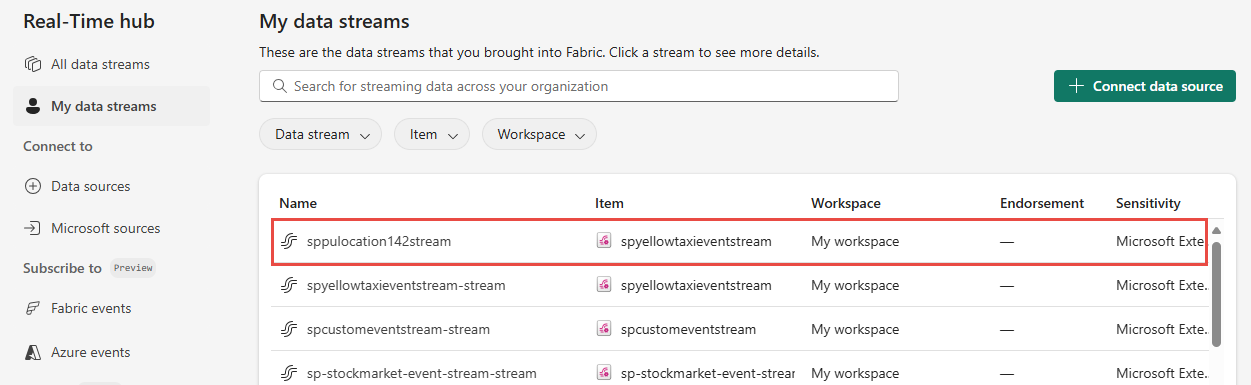 Real-Time hub
All data streams
My data streams
Connect to
Data sources
Microsoft sources
Subscribe to Preview
Fabric events
Azure events
My data streams
These are the data streams that you brought into Fabric. Click a stream to see more details.
Search for streaming data across your organization
Connect data source
Data stream Item Workspace
Name Item Workspace Endorsement Sensitivity
sppulocation142stream spyellowtaxieventstream My workspace — Microsoft Exte...
spyellowtaxieventstream-stream spyellowtaxieventstream My workspace — Microsoft Exte...
spcustomeventstream-stream spcustomeventstream My workspace — Microsoft Exte...
sp-stockmarket-event-stream-stream sp-stockmarket-event-strear My workspace — Microsoft Exte...